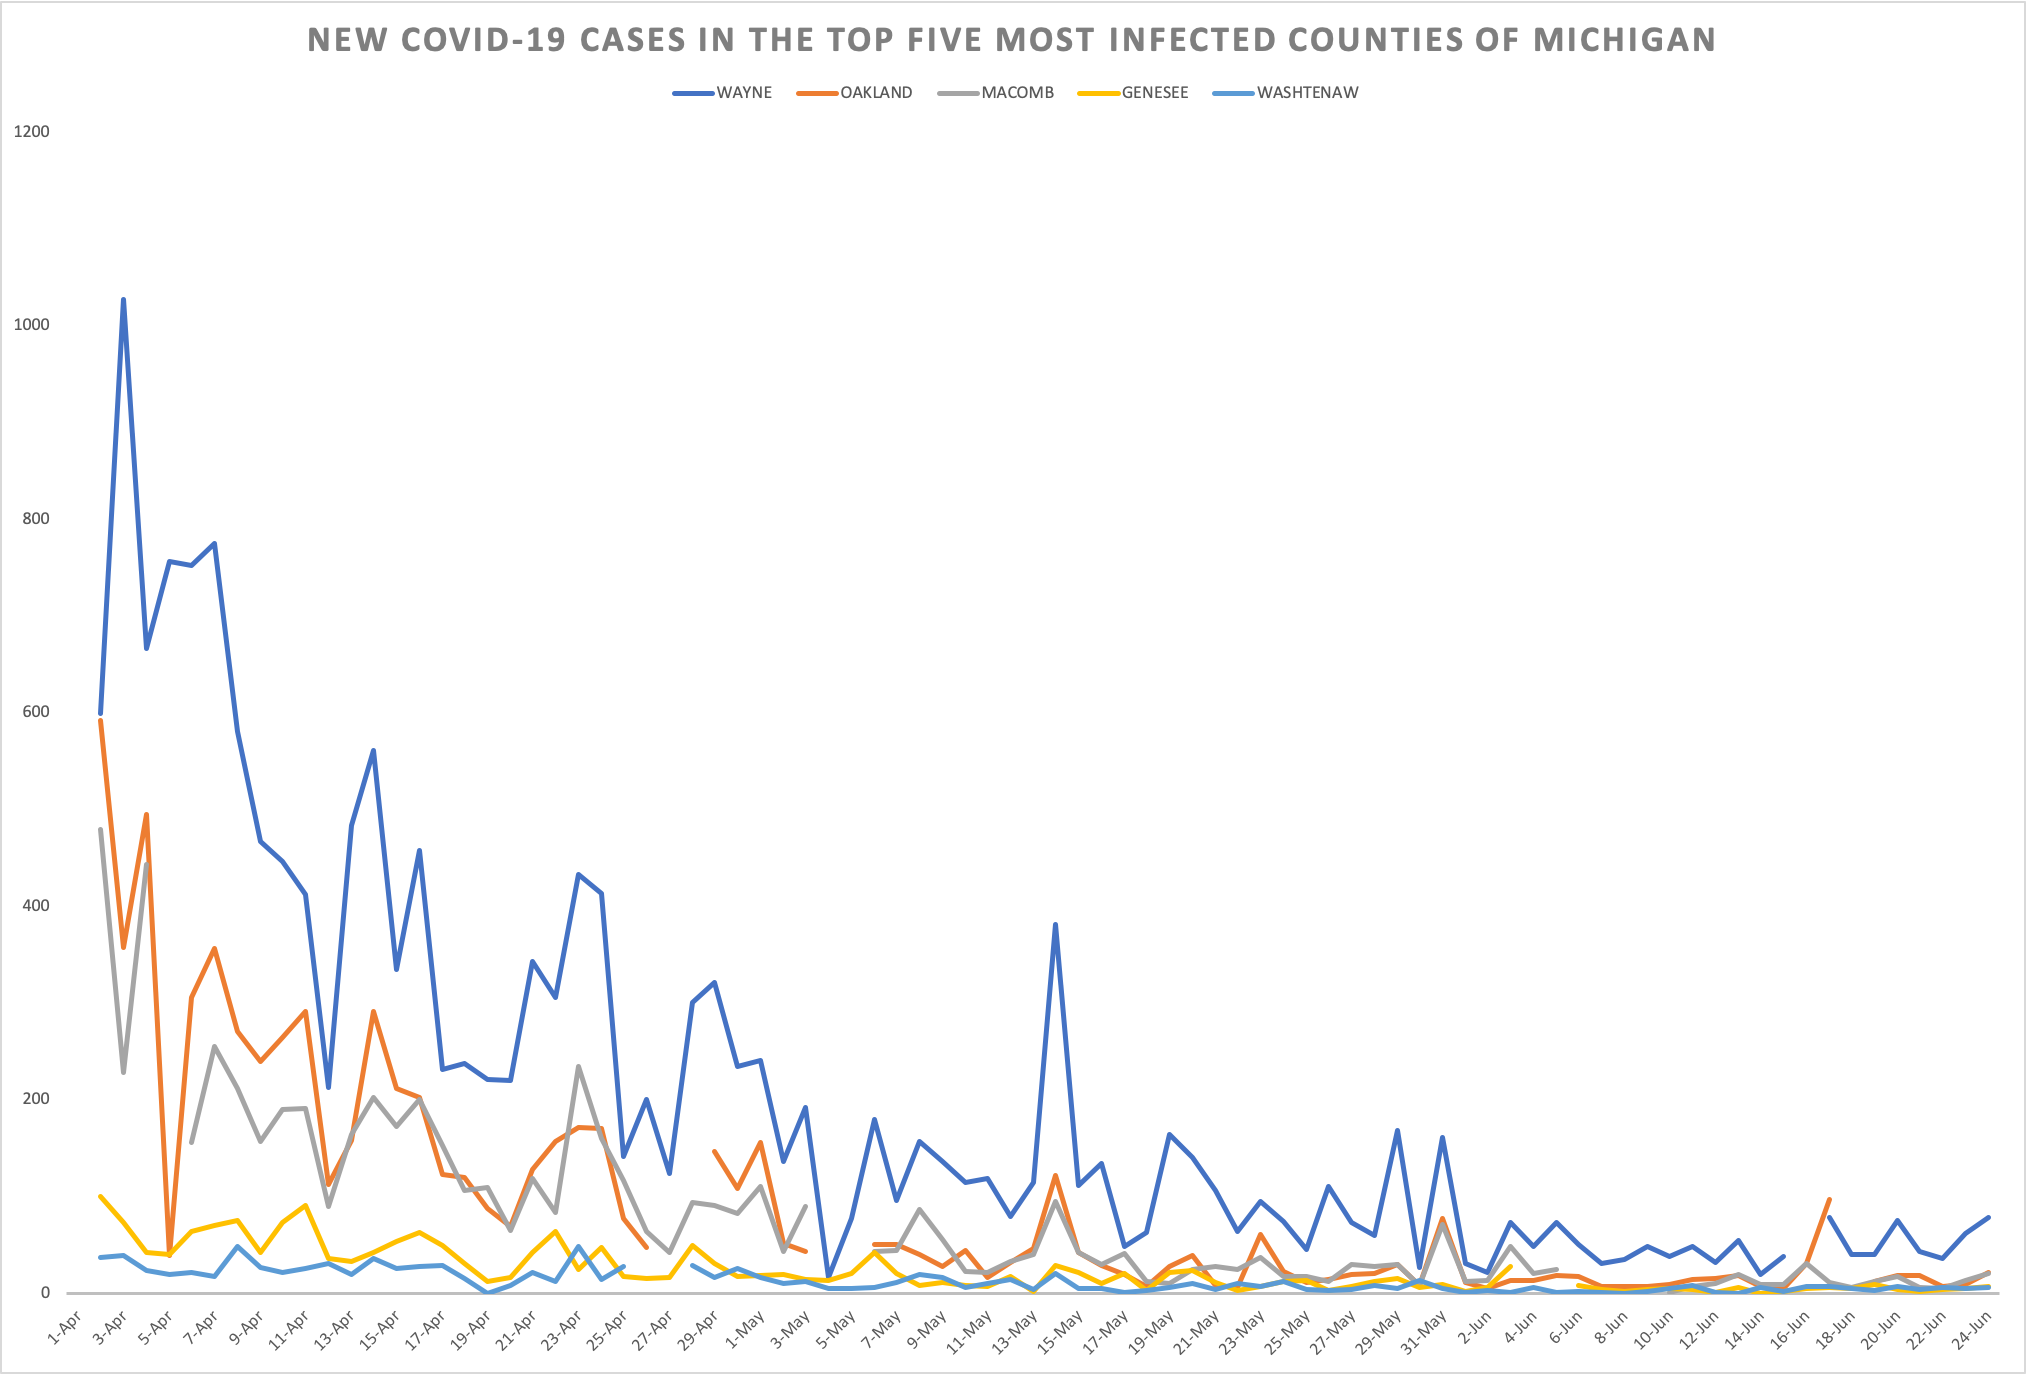 NEW COVID-19 CASES IN THE TOP FIVE MOST INFECTED COUNTIES OF MICHIGAN
WAYNE OAKLAND MACOMB GENESEE WASHTENAW
1200
1000
800
600
400
200
0
1-Apr 3-Apr 5-Apr 7-Apr 9-Apr 11-Apr 13-Apr 15-Apr 17-Apr 19-Apr 21-Apr 23-Apr 25-Apr 27-Apr 29-Apr 1-May 3-May 5-May 7-May 9-May 11-May 13-May 15-May 17-May 19-May 21-May 23-May 25-May 27-May 29-May 31-May 2-Jun 4-Jun 6-Jun 8-Jun 10-Jun 12-Jun 14-Jun 16-Jun 18-Jun 20-Jun 22-Jun 24-Jun